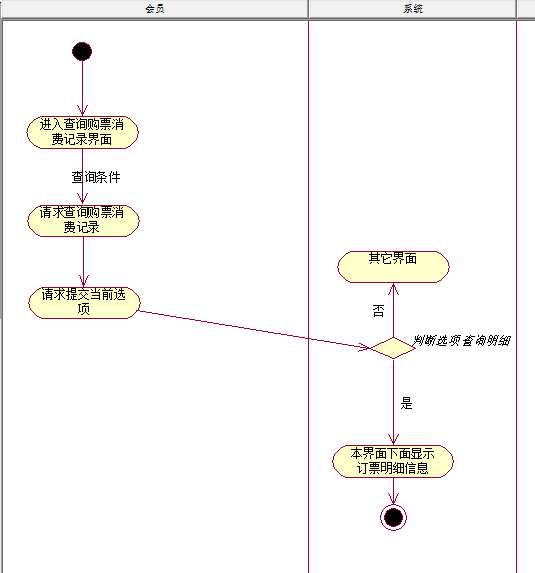 会员
系统
进入查询购票消
费记录界面
查询条件
请求查询购票消
费记录
请求提交当前选
项
其它界面
否
判断选项查询明细
是
本界面下面显示
订票明细信息